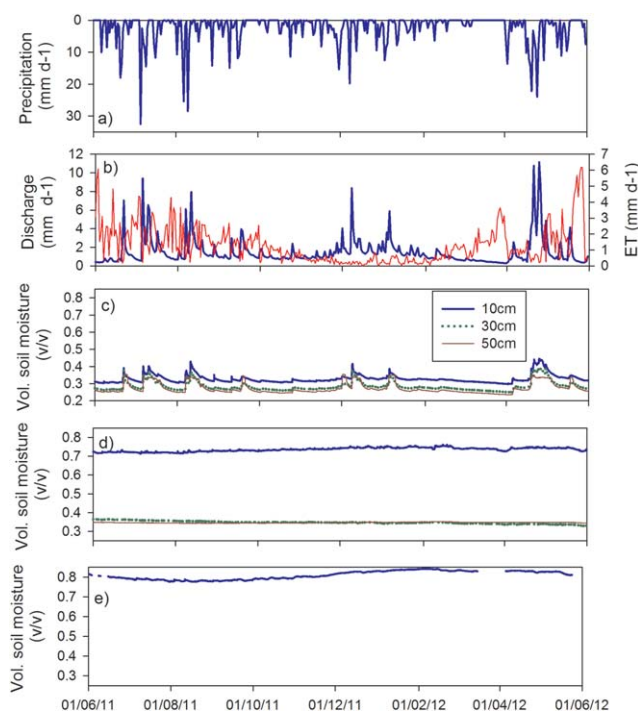 Precipitation
(mm d-1)
0
10
20
30
a)
Discharge
(mm d-1)
12
10
8
6
4
2
0
b)
7
6
5
4
3
2
1
0
ET (mm d-1)
Vol. soil moisture
(v/v)
0.8
0.7
0.6
0.5
0.4
0.3
0.2
c)
10cm
30cm
50cm
Vol. soil moisture
(v/v)
0.8
0.7
0.6
0.5
0.4
0.3
d)
Vol. soil moisture
(v/v)
0.8
0.7
0.6
0.5
0.4
0.3
e)
01/06/11 01/08/11 01/10/11 01/12/11 01/02/12 01/04/12 01/06/12